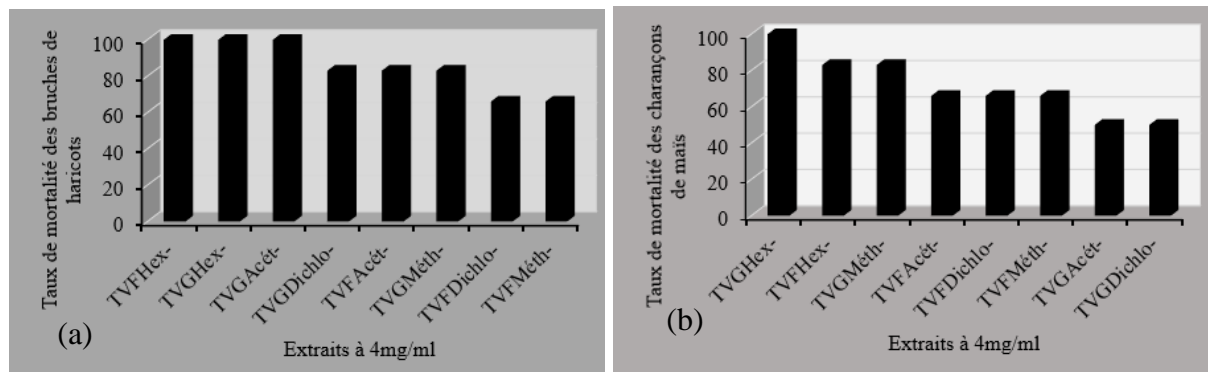 Taux de mortalité des bruches de
haricots
100
80
60
40
20
0
TVFHex-
TVGHex-
TVGAcét-
TVGDichlo-
TVFAcét-
TVGMéth-
TVFDichlo-
TVFMéth-
(a)
Extraits à 4mg/ml
Taux de mortalité des charançons
de maïs
100
80
60
40
20
0
TVGHex-
TVFHex-
TVGMéth-
TVFAcét-
TVFDichlo-
TVFMéth-
TVGAcét-
TVGDichlo-
(b)
Extraits à 4mg/ml